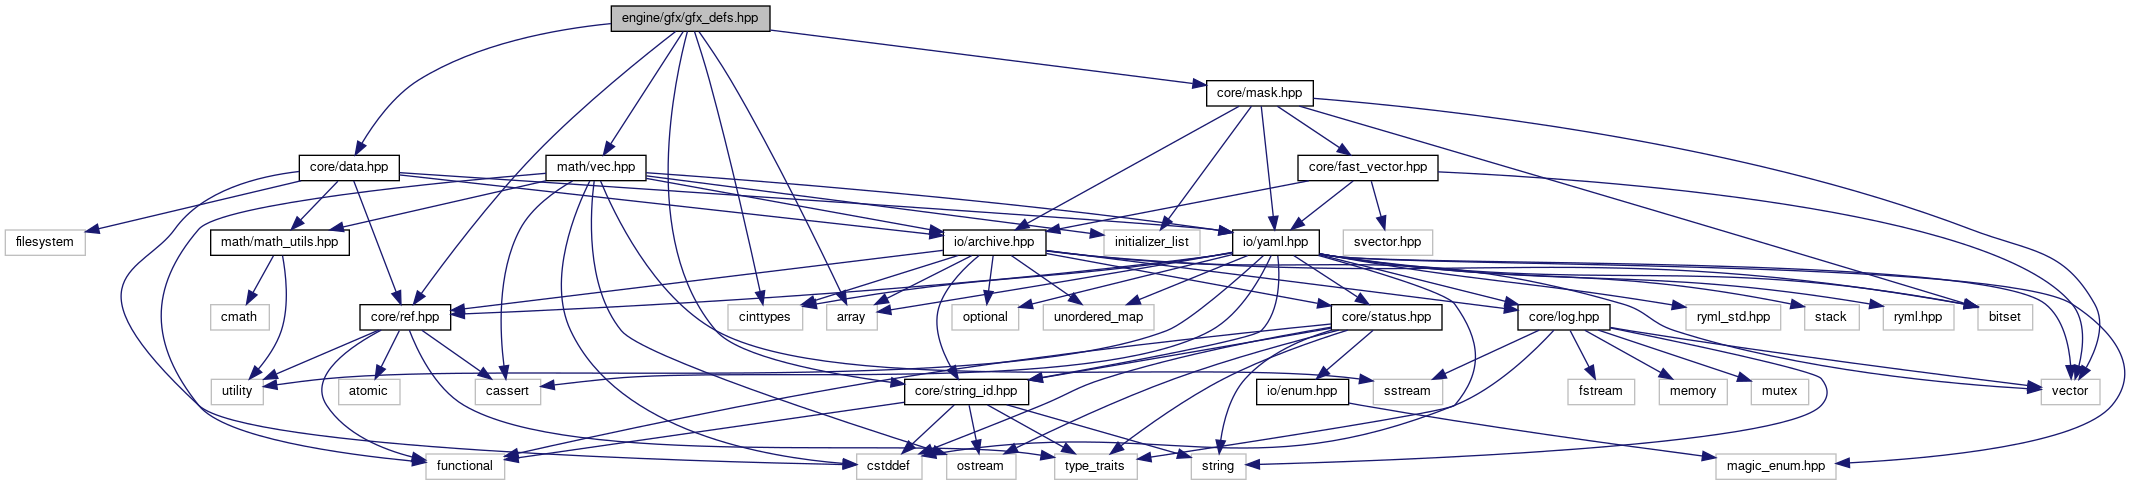 engine/gfx/gfx_defs.hpp
core/mask.hpp
core/data.hpp
math/vec.hpp
core/fast_vector.hpp
filesystem
math/math_utils.hpp
io/archive.hpp
initializer_list
io/yaml.hpp
svector.hpp
cmath
core/ref.hpp
cinttypes
array
optional
unordered_map
core/status.hpp
core/log.hpp
ryml_std.hpp
stack
ryml.hpp
bitset
utility
atomic
cassert
core/string_id.hpp
io/enum.hpp
sstream
fstream
memory
mutex
vector
functional
cstddef
ostream
type_traits
string
magic_enum.hpp